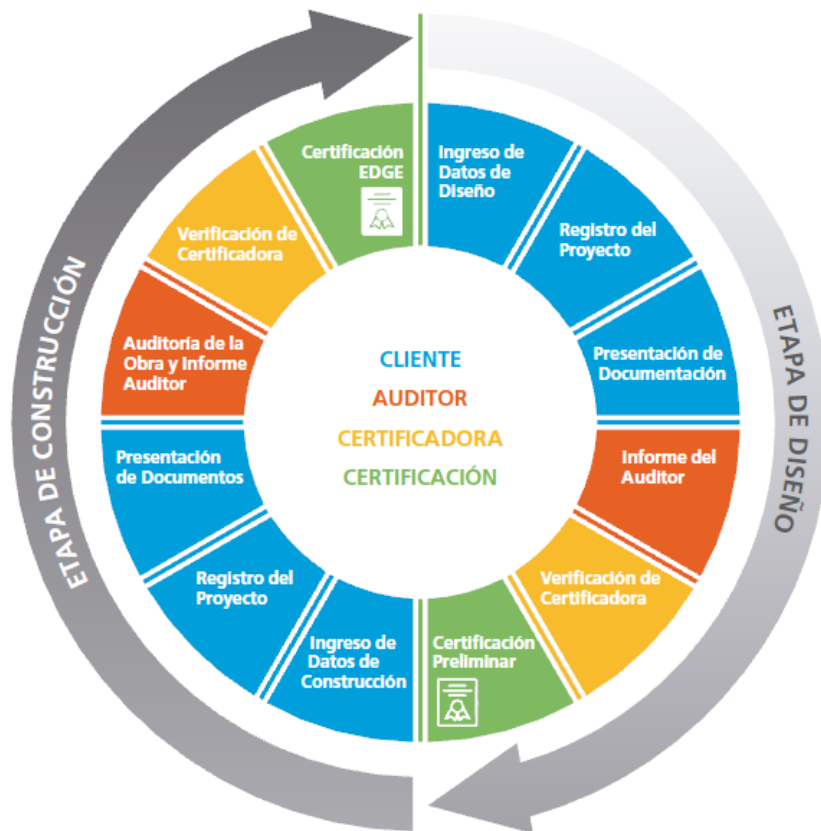 Certificación
EDGE
Ingreso de
Datos de
Diseño
Registro del
Proyecto
Presentación de
Documentación
Informe del
Auditor
Verificación de
Certificadora
Certificación
Preliminar
Ingreso de
Datos de
Construcción
Registro del
Proyecto
Presentación
de Documentos
Auditoría de la
Obra y Informe
Auditor
Verificación de
Certificadora
CLIENTE
AUDITOR
CERTIFICADORA
CERTIFICACIÓN
ETAPA DE DISEÑO
ETAPA DE CONSTRUCCIÓN